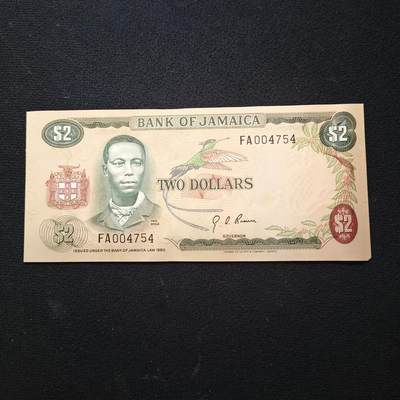 BANK OF JAMAICA
$2
$2
FA004754
TWO DOLLARS
$2
FA004754
GOVERNOR
$2
ISSUED UNDER THE BANK OF JAMAICA LAW 1960